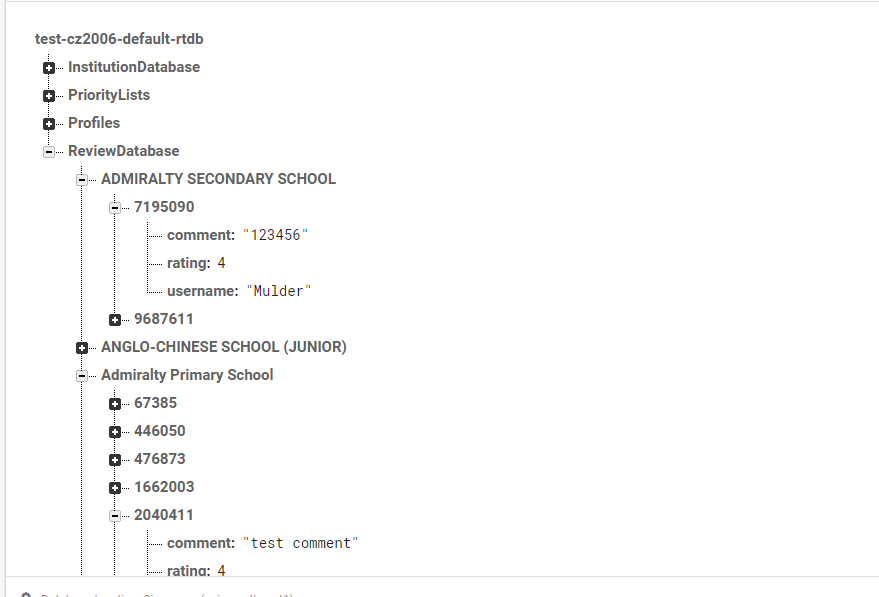 test-cz2006-default-rtdb
InstitutionDatabase
PriorityLists
Profiles
ReviewDatabase
ADMIRALTY SECONDARY SCHOOL
7195090
comment: "123456"
rating: 4
username: "Mulder"
9687611
ANGLO-CHINESE SCHOOL (JUNIOR)
Admiralty Primary School
67385
446050
476873
1662003
2040411
comment: "test comment"
rating: 4